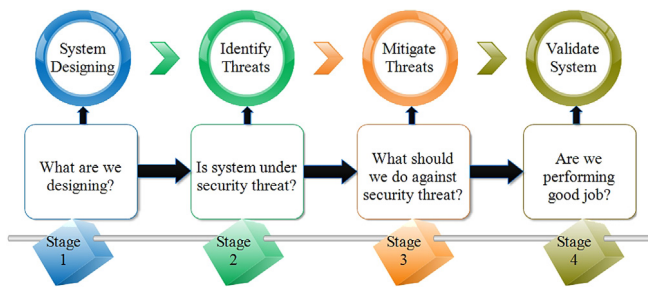 System
Designing
Identify
Threats
Mitigate
Threats
Validate
System
What are we
designing?
Is system under
security threat?
What should
we do against
security threat?
Are we
performing
good job?
Stage
1
Stage
2
Stage
3
Stage
4